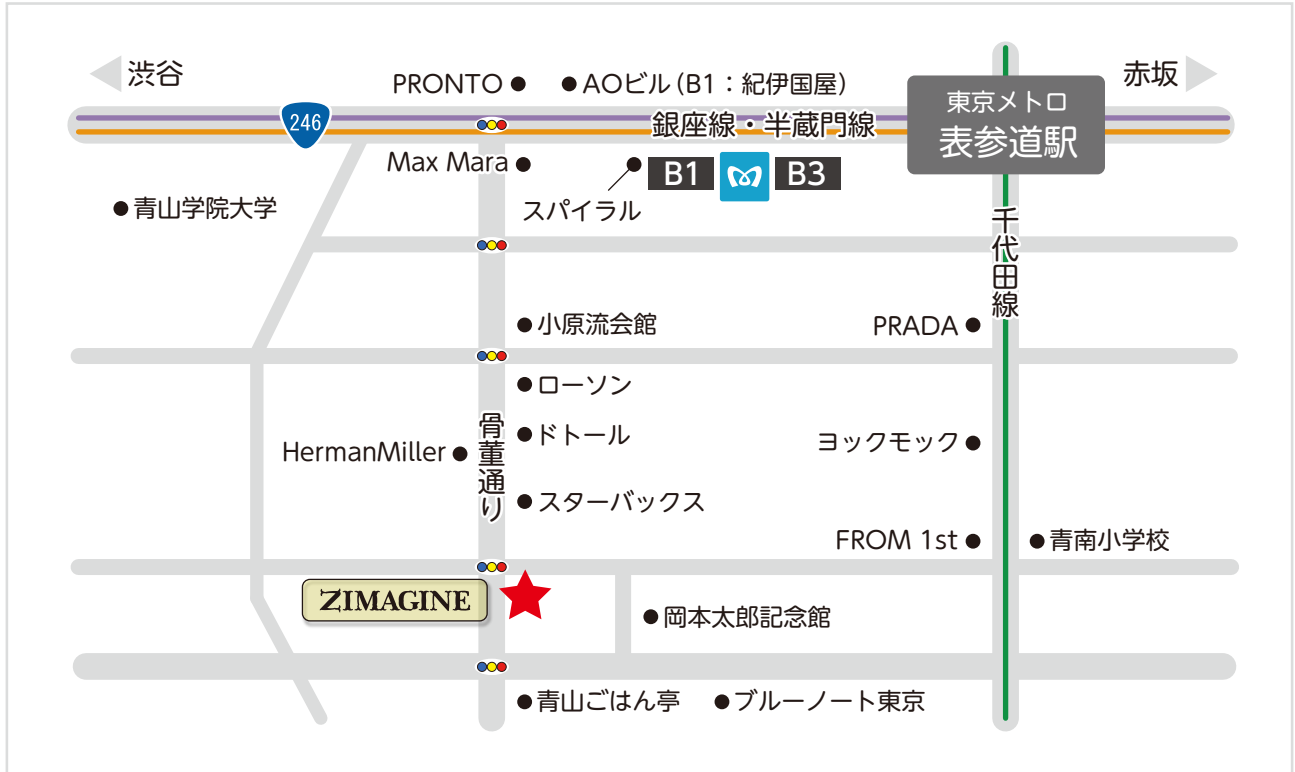 渋谷
赤坂
PRONTO
AOビル(B1：紀伊国屋)
東京メトロ
表参道駅
246
銀座線・半蔵門線
Max Mara
B1
B3
スパイラル
青山学院大学
千代田線
小原流会館
PRADA
ローソン
骨董通り
ドトール
HermanMiller
ヨックモック
スターバックス
FROM 1st
青南小学校
ZIMAGINE
岡本太郎記念館
青山ごはん亭
ブルーノート東京